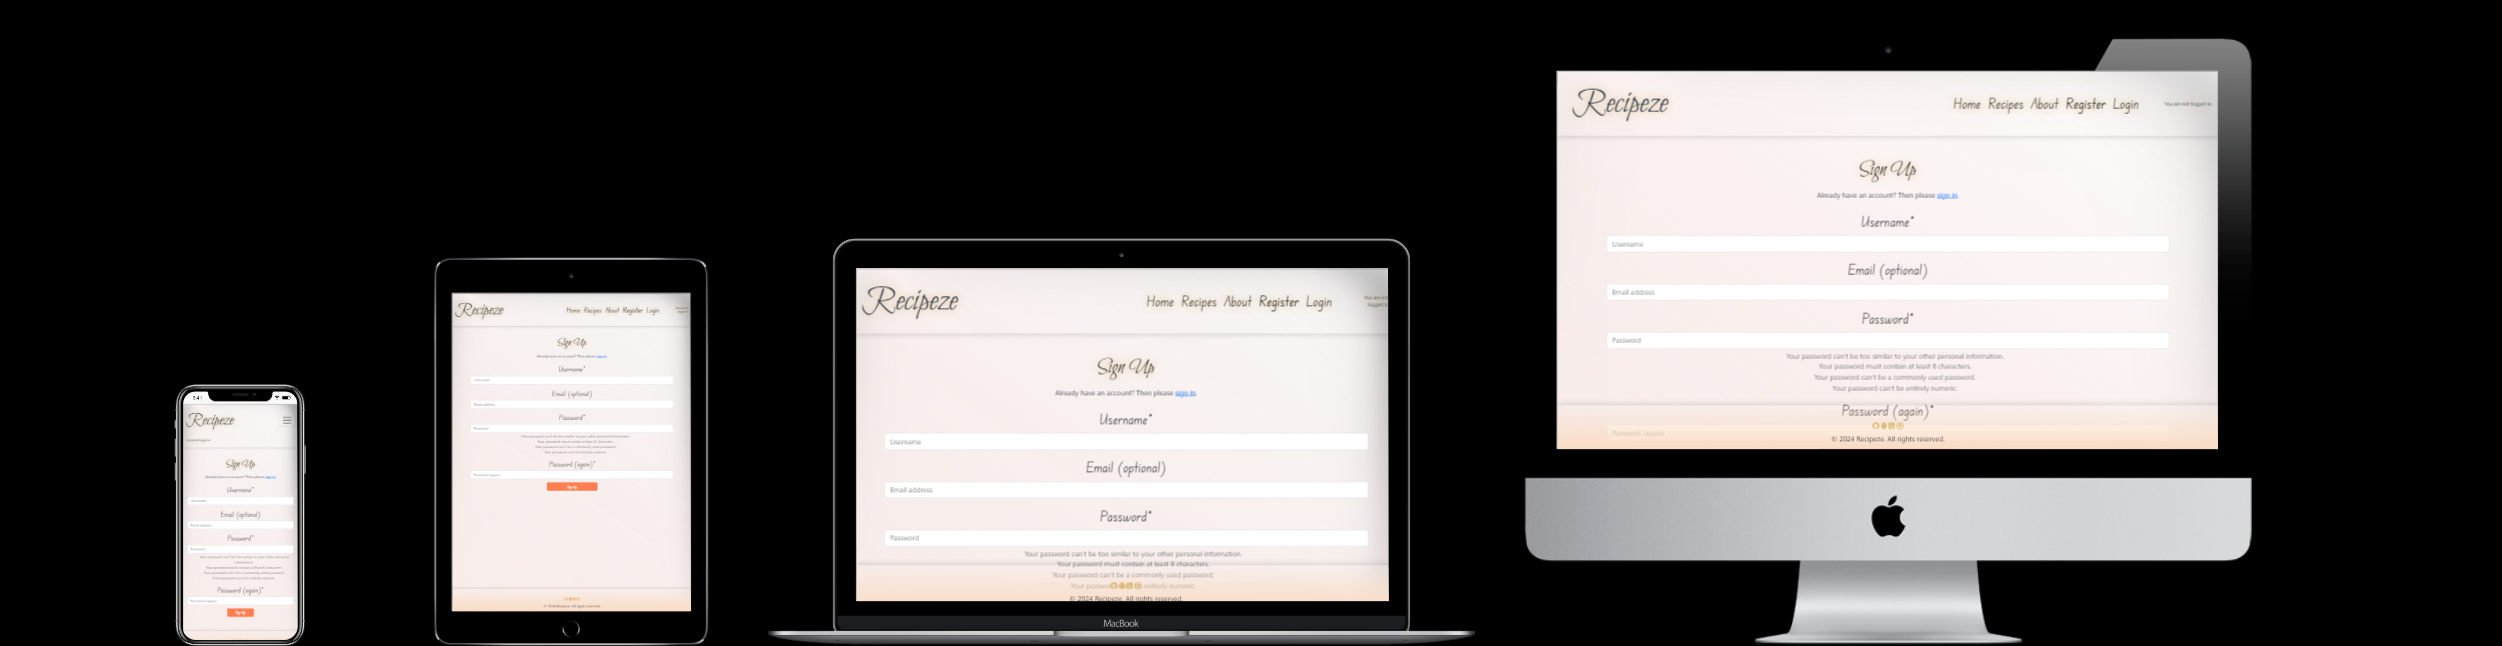 3:41
Recipeze
Sign Up
Already have an account? Then please sign in.
Username*
Username
Email (optional)
Email address
Password*
Password
Your password can't be too similar to your other personal information.
Your password must contain at least 8 characters.
Your password can't be a commonly used password.
Your password can't be entirely numeric.
Password (again)*
Password (again)
Sign Up
Recipeze
Home Recipes About Register Login
Sign Up
Already have an account? Then please sign in.
Username*
Username
Email (optional)
Email address
Password*
Password
Your password can't be too similar to your other personal information.
Your password must contain at least 8 characters.
Your password can't be a commonly used password.
Your password can't be entirely numeric.
Password (again)*
Password (again)
Sign Up
© 2024 Recipeze. All rights reserved.
Recipeze
Home Recipes About Register Login
You are not
logged in
Sign Up
Already have an account? Then please sign in.
Username*
Username
Email (optional)
Email address
Password*
Password
Your password can't be too similar to your other personal information.
Your password must contain at least 8 characters.
Your password can't be a commonly used password.
Your entirely numeric.
© 2024 Recipeze. All rights reserved.
MacBook
Recipeze
Home Recipes About Register Login
You are not logged in
Sign Up
Already have an account? Then please sign in.
Username*
Username
Email (optional)
Email address
Password*
Password
Your password can't be too similar to your other personal information.
Your password must contain at least 8 characters.
Your password can't be a commonly used password.
Your password can't be entirely numeric.
Password (again)*
Password (again)
© 2024 Recipeze. All rights reserved.